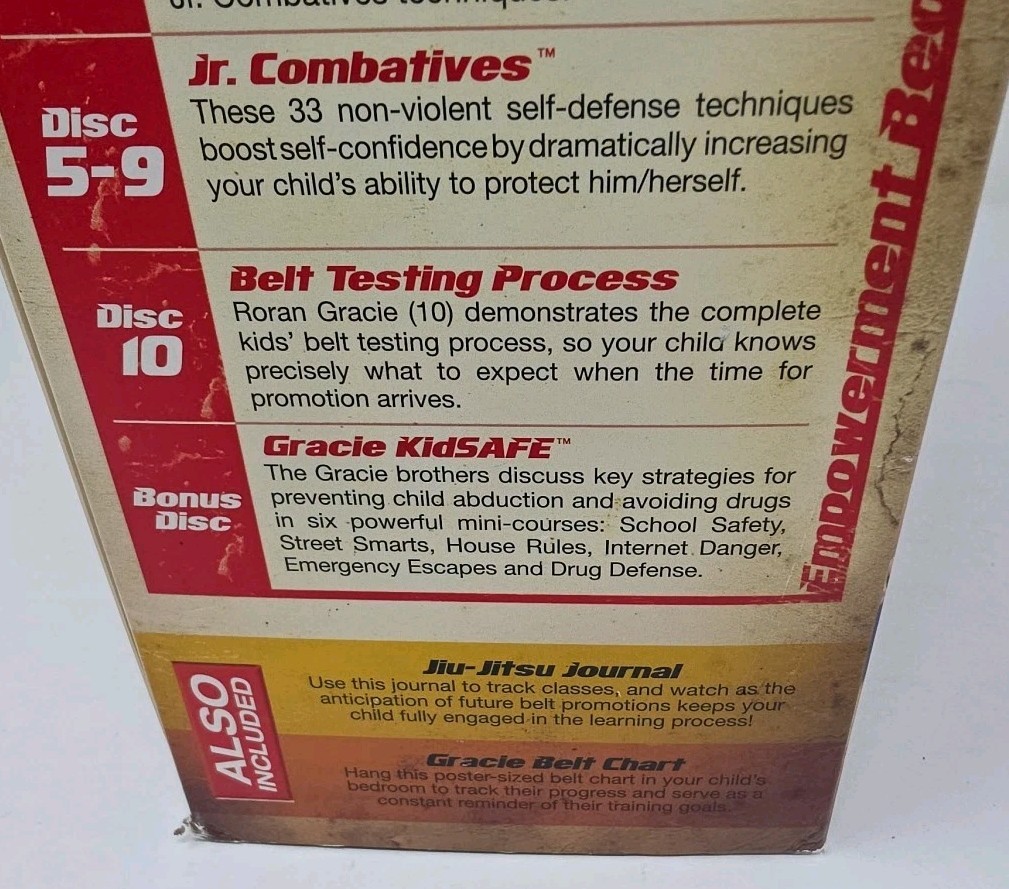 Jr. Combatives techniques.
Disc
5-9
Jr. Combatives™
These 33 non-violent self-defense techniques
boost self-confidence by dramatically increasing
your child's ability to protect him/herself.
Disc
10
Belt Testing Process
Roran Gracie (10) demonstrates the complete
kids' belt testing process, so your child knows
precisely what to expect when the time for
promotion arrives.
Bonus
Disc
Gracie KidSAFE™
The Gracie brothers discuss key strategies for
preventing child abduction and avoiding drugs
in six powerful mini-courses: School Safety,
Street Smarts, House Rules, Internet Danger,
Emergency Escapes and Drug Defense.
Empowerment
ALSO
INCLUDED
Jiu-Jitsu Journal
Use this journal to track classes, and watch as the
anticipation of future belt promotions keeps your
child fully engaged in the learning process!
Gracie Belt Chart
Hang this poster-sized belt chart in your child's
bedroom to track their progress and serve as a
constant reminder of their training goals.